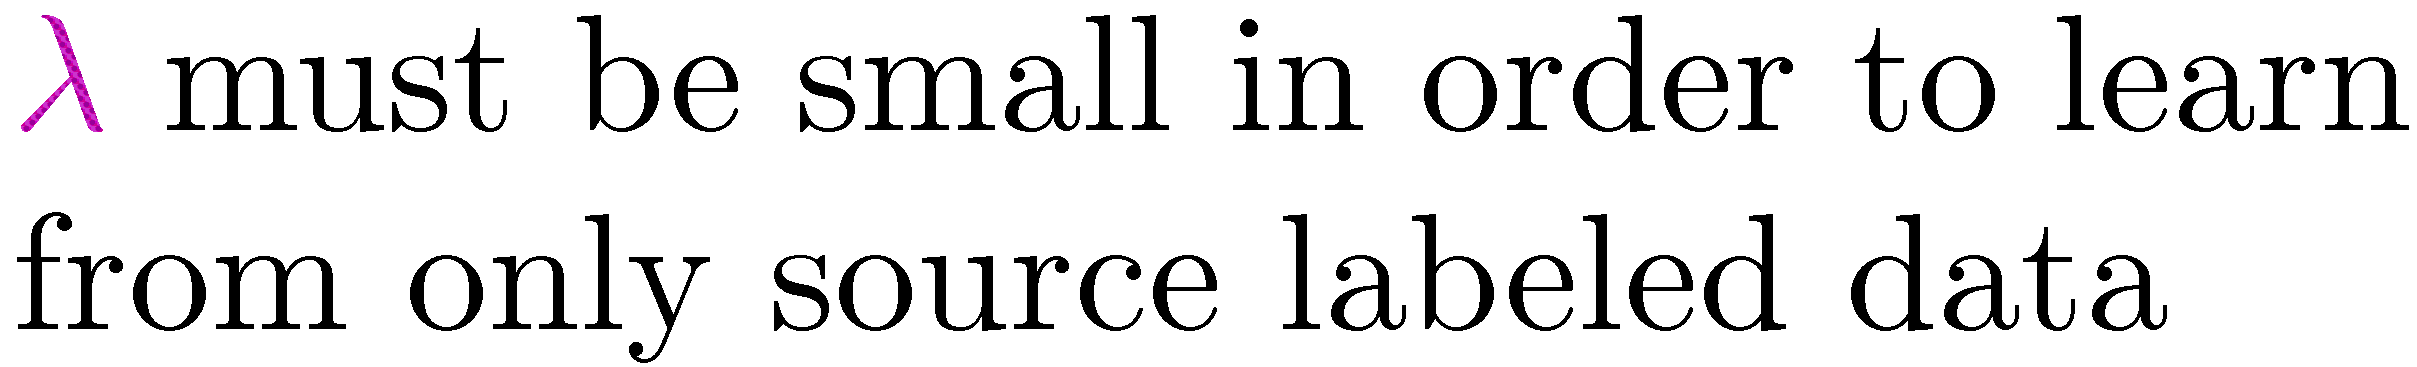 λ must be small in order to learn
from only source labeled data